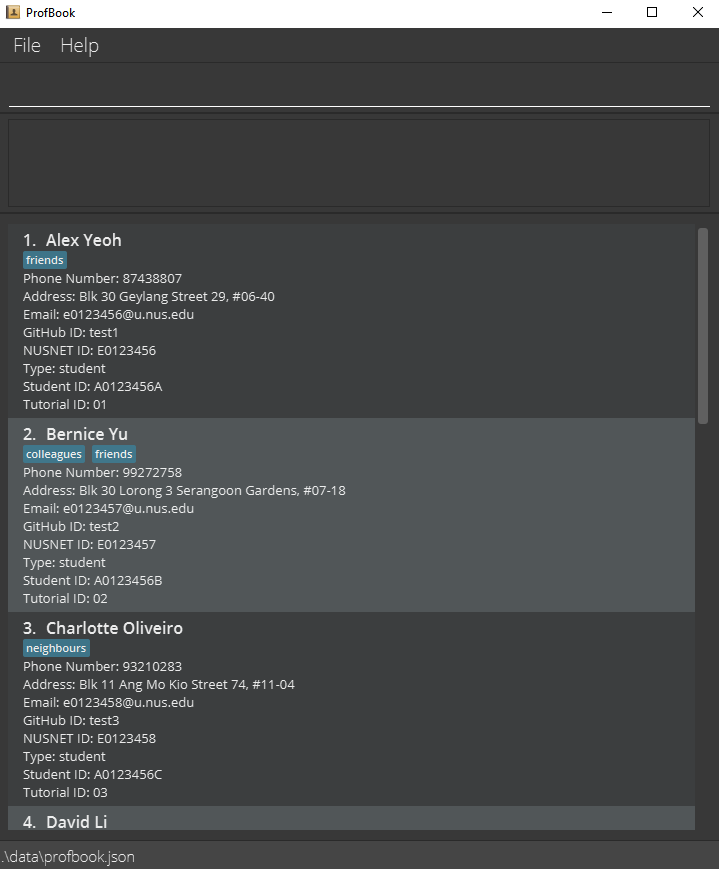 ProfBook
File Help
1. Alex Yeoh
friends
Phone Number: 87438807
Address: Blk 30 Geylang Street 29, #06-40
Email: e0123456@u.nus.edu
GitHub ID: test1
NUSNET ID: E0123456
Type: student
Student ID: A0123456A
Tutorial ID: 01
2. Bernice Yu
colleagues friends
Phone Number: 99272758
Address: Blk 30 Lorong 3 Serangoon Gardens, #07-18
Email: e0123457@u.nus.edu
GitHub ID: test2
NUSNET ID: E0123457
Type: student
Student ID: A0123456B
Tutorial ID: 02
3. Charlotte Oliveiro
neighbours
Phone Number: 93210283
Address: Blk 11 Ang Mo Kio Street 74, #11-04
Email: e0123458@u.nus.edu
GitHub ID: test3
NUSNET ID: E0123458
Type: student
Student ID: A0123456C
Tutorial ID: 03
4. David Li
.\data\profbook.json